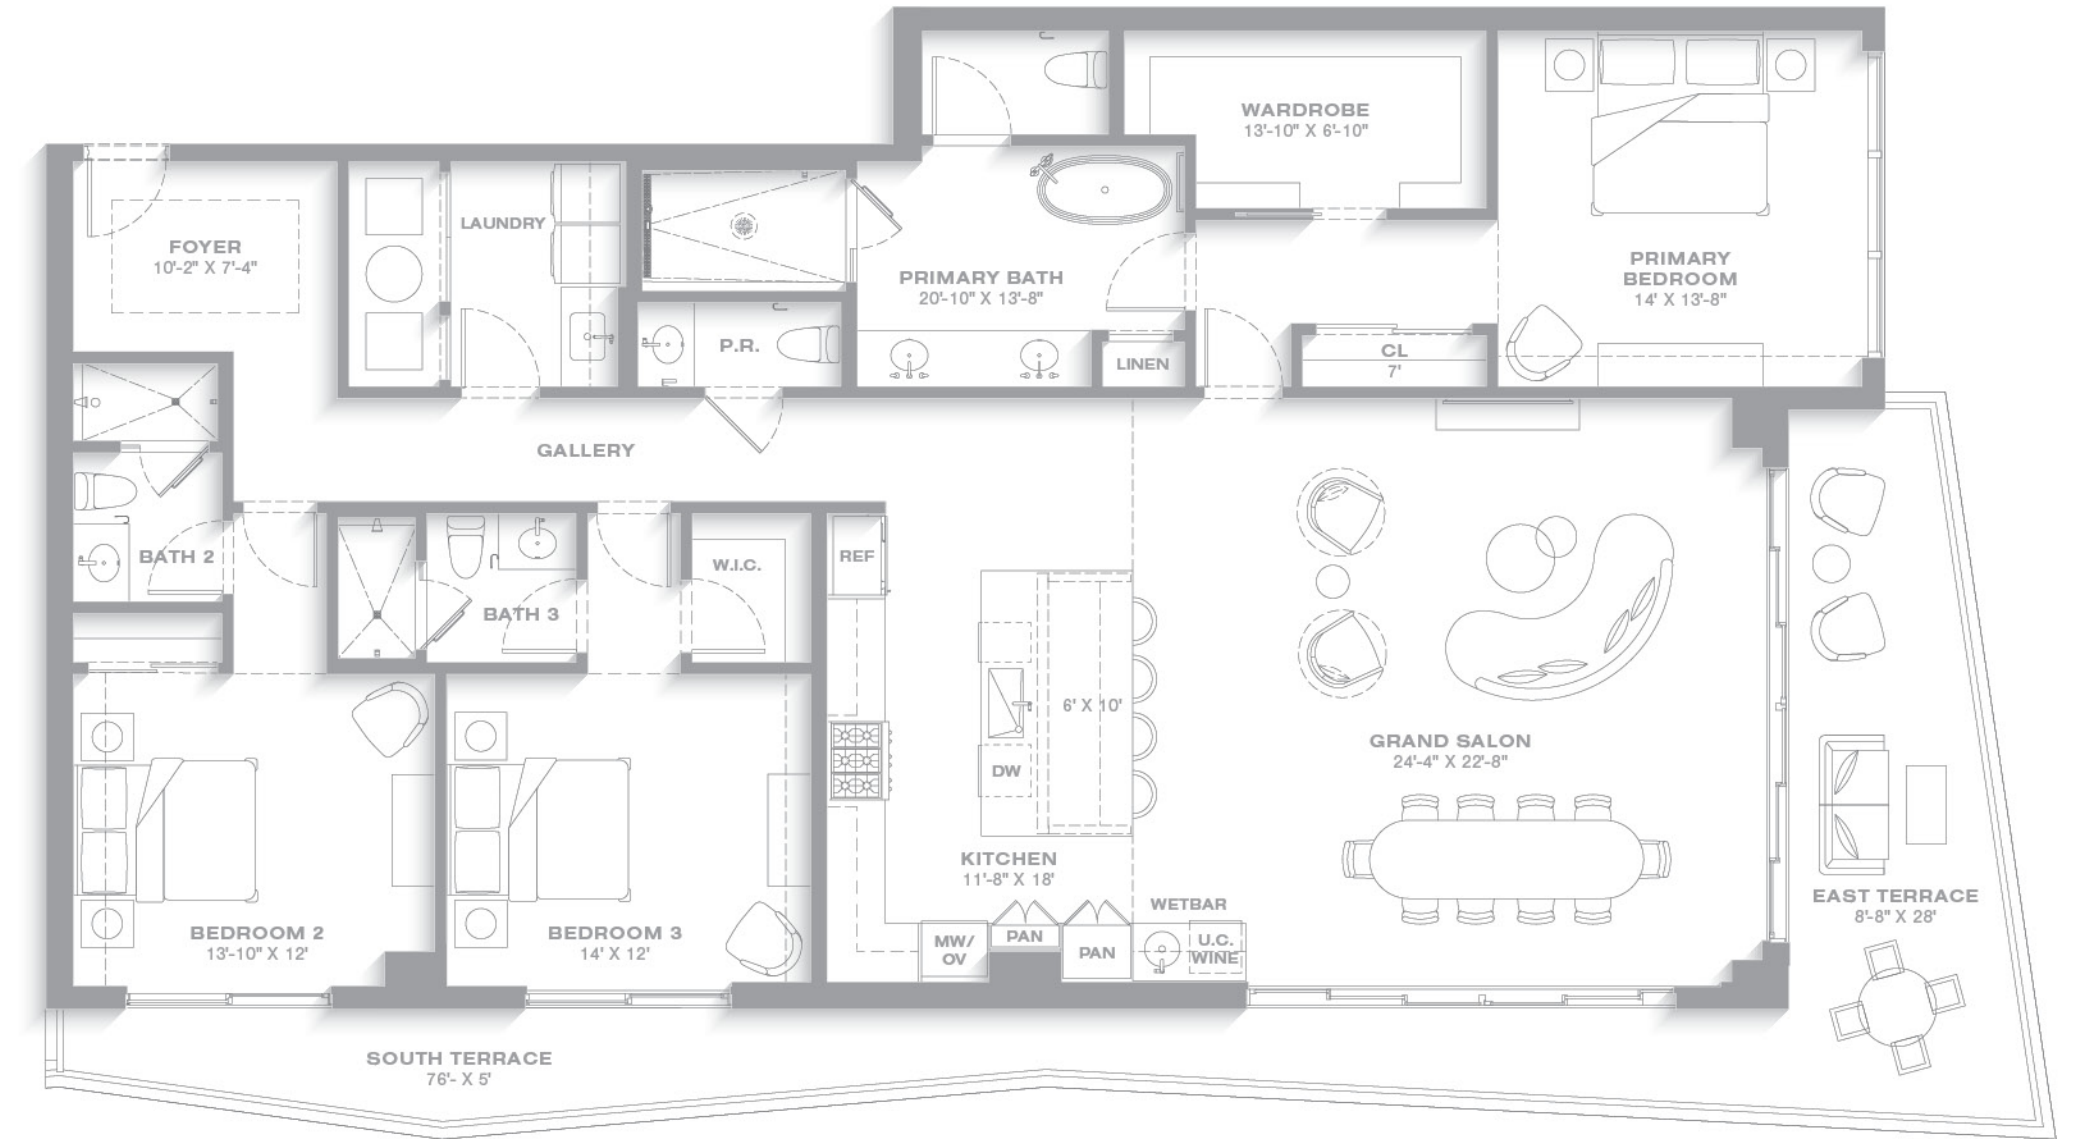 WARDROBE
13'-10" X 6'-10"
LAUNDRY
FOYER
10'-2" X 7'-4"
PRIMARY BATH
20'-10" X 13'-8"
PRIMARY
BEDROOM
14' X 13'-8"
P.R.
LINEN
CL
7'
GALLERY
BATH 2
BATH 3
W.I.C.
REF
6' X 10'
DW
GRAND SALON
24'-4" X 22'-8"
KITCHEN
11'-8" X 18'
WETBAR
EAST TERRACE
8'-8" X 28'
BEDROOM 2
13'-10" X 12'
BEDROOM 3
14' X 12'
MW/
OV
PAN
PAN
U.C.
WINE
SOUTH TERRACE
76'- X 5'